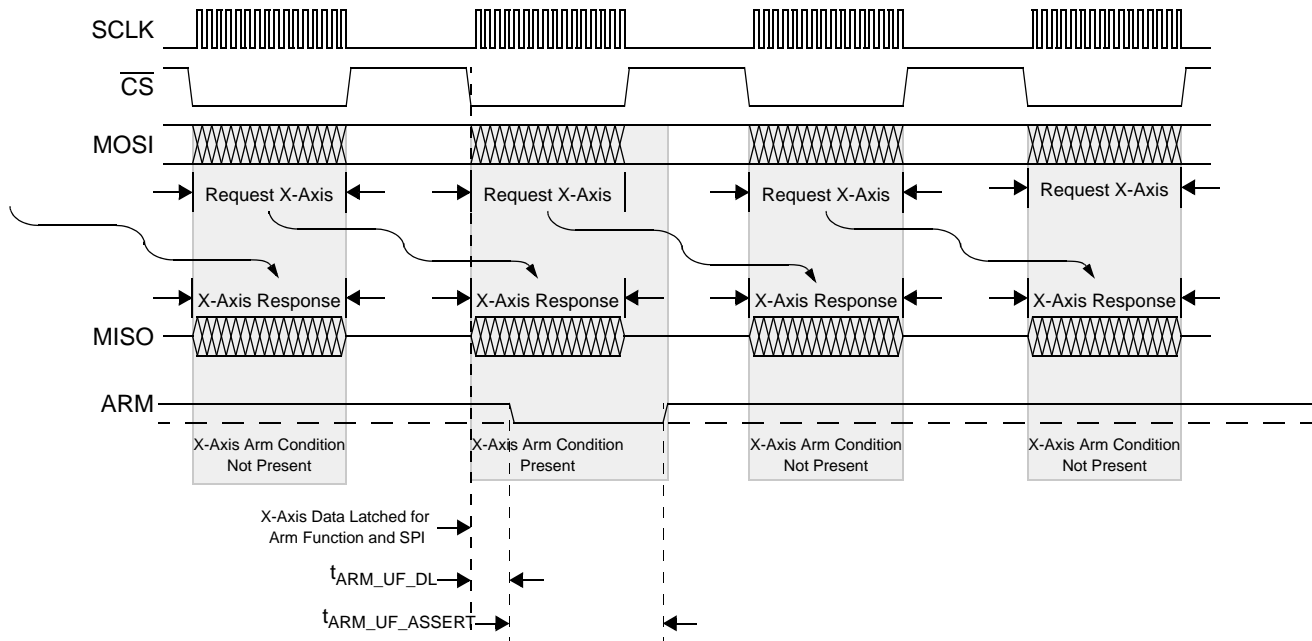 SCLK
CS
MOSI
Request X-Axis
Request X-Axis
Request X-Axis
Request X-Axis
X-Axis Response
X-Axis Response
X-Axis Response
X-Axis Response
MISO
ARM
X-Axis Arm Condition
Not Present
X-Axis Arm Condition
Present
X-Axis Arm Condition
Not Present
X-Axis Arm Condition
Not Present
X-Axis Data Latched for
Arm Function and SPI
tARM_UF_DL
tARM_UF_ASSERT